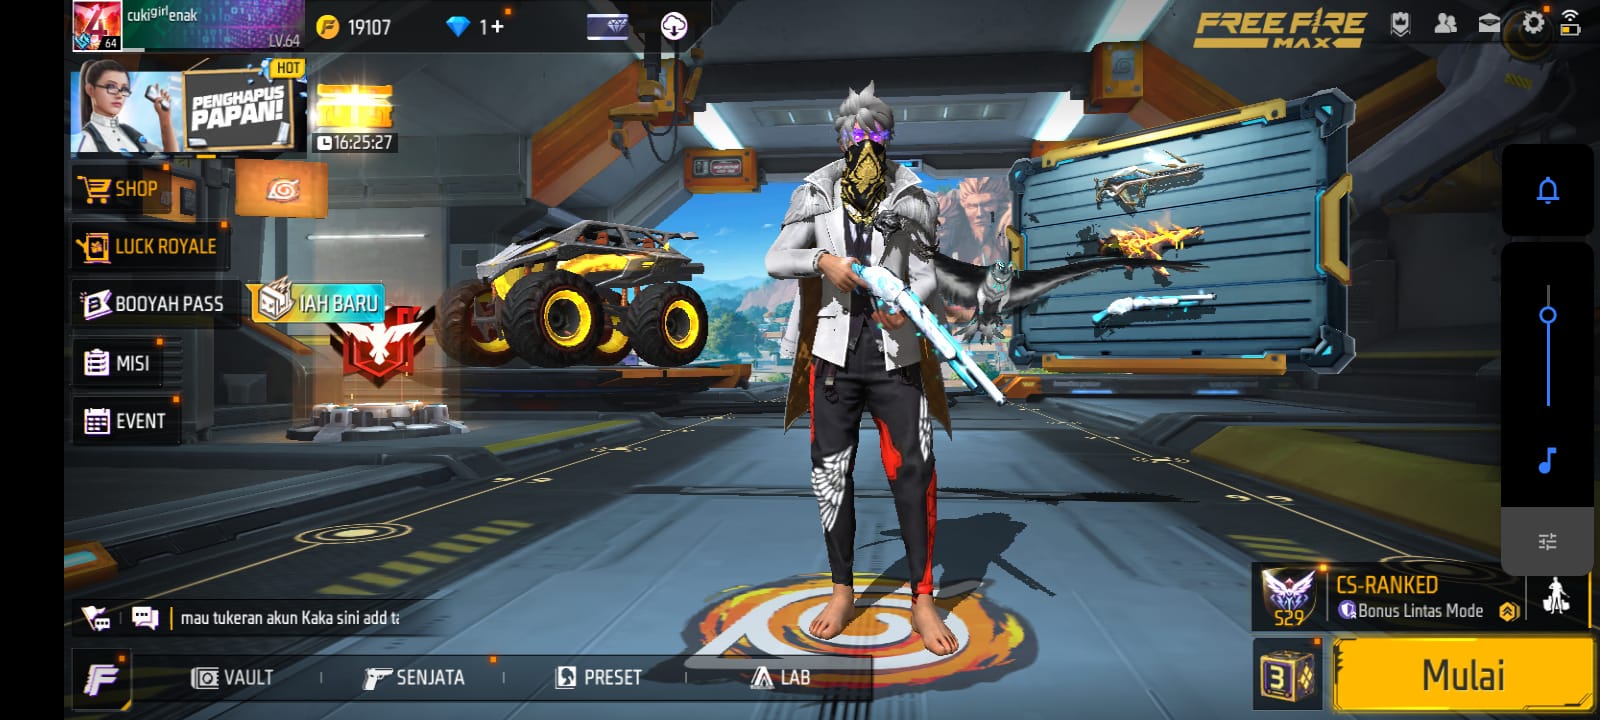 cukigirlenak
64
LV.64
19107
1+
FREE FIRE
MAX
HOT
PENGHAPUS
PAPAN!
16:25:27
SHOP
LUCK ROYALE
BOOYAH PASS
IAH BARU
MISI
EVENT
mau tukeran akun Kaka sini add
CS-RANKED
Bonus Lintas Mode
S29
VAULT
SENJATA
PRESET
LAB
3
Mulai